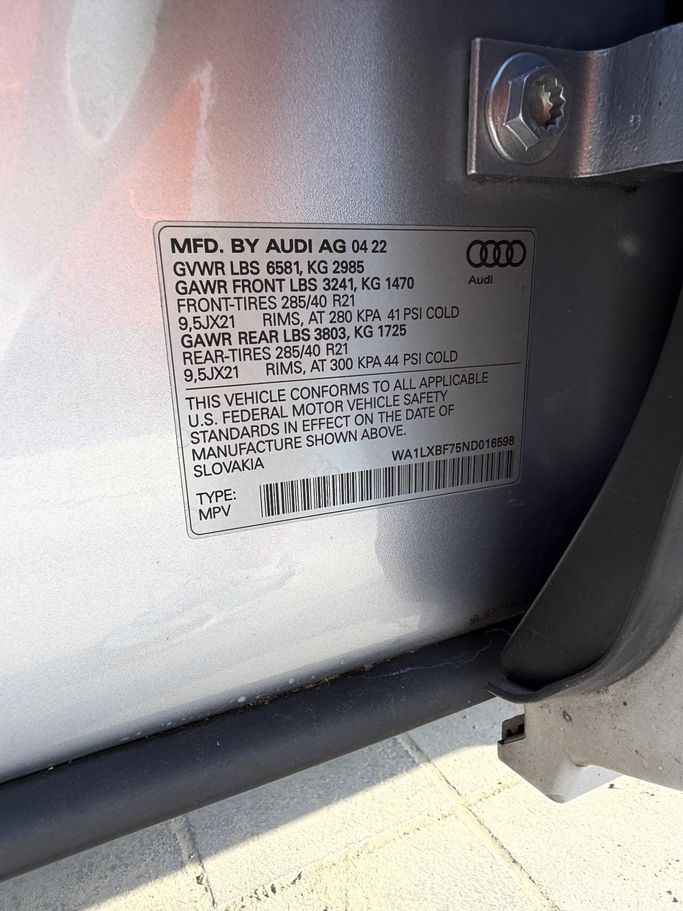 MFD. BY AUDI AG 04 22
GVWR LBS 6581, KG 2985
GAWR FRONT LBS 3241, KG 1470
FRONT-TIRES 285/40 R21
9,5JX21 RIMS, AT 280 KPA 41 PSI COLD
GAWR REAR LBS 3803, KG 1725
REAR-TIRES 285/40 R21
9,5JX21 RIMS, AT 300 KPA 44 PSI COLD
Audi
THIS VEHICLE CONFORMS TO ALL APPLICABLE
U.S. FEDERAL MOTOR VEHICLE SAFETY
STANDARDS IN EFFECT ON THE DATE OF
MANUFACTURE SHOWN ABOVE.
SLOVAKIA
WA1LXBF75ND016598
TYPE:
MPV